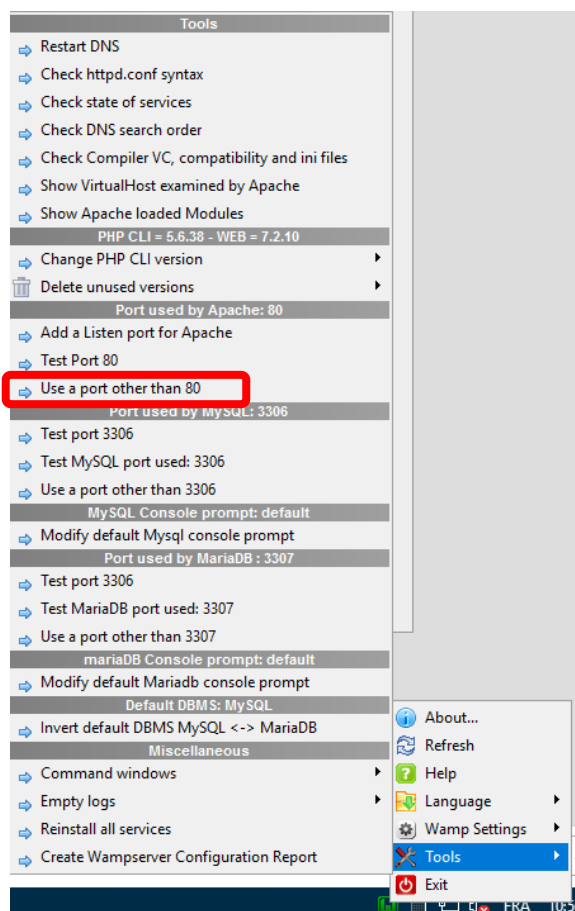 Tools
Restart DNS
Check httpd.conf syntax
Check state of services
Check DNS search order
Check Compiler VC, compatibility and ini files
Show VirtualHost examined by Apache
Show Apache loaded Modules
PHP CLI = 5.6.38 - WEB = 7.2.10
Change PHP CLI version
Delete unused versions
Port used by Apache: 80
Add a Listen port for Apache
Test Port 80
Use a port other than 80
Port used by MySQL: 3306
Test port 3306
Test MySQL port used: 3306
Use a port other than 3306
MySQL Console prompt: default
Modify default Mysql console prompt
Port used by MariaDB : 3307
Test port 3306
Test MariaDB port used: 3307
Use a port other than 3307
mariaDB Console prompt: default
Modify default Mariadb console prompt
Default DBMS: MySQL
Invert default DBMS MySQL <-> MariaDB
Miscellaneous
Command windows
Empty logs
Reinstall all services
Create Wampserver Configuration Report
About...
Refresh
Help
Language
Wamp Settings
Tools
Exit
FRA